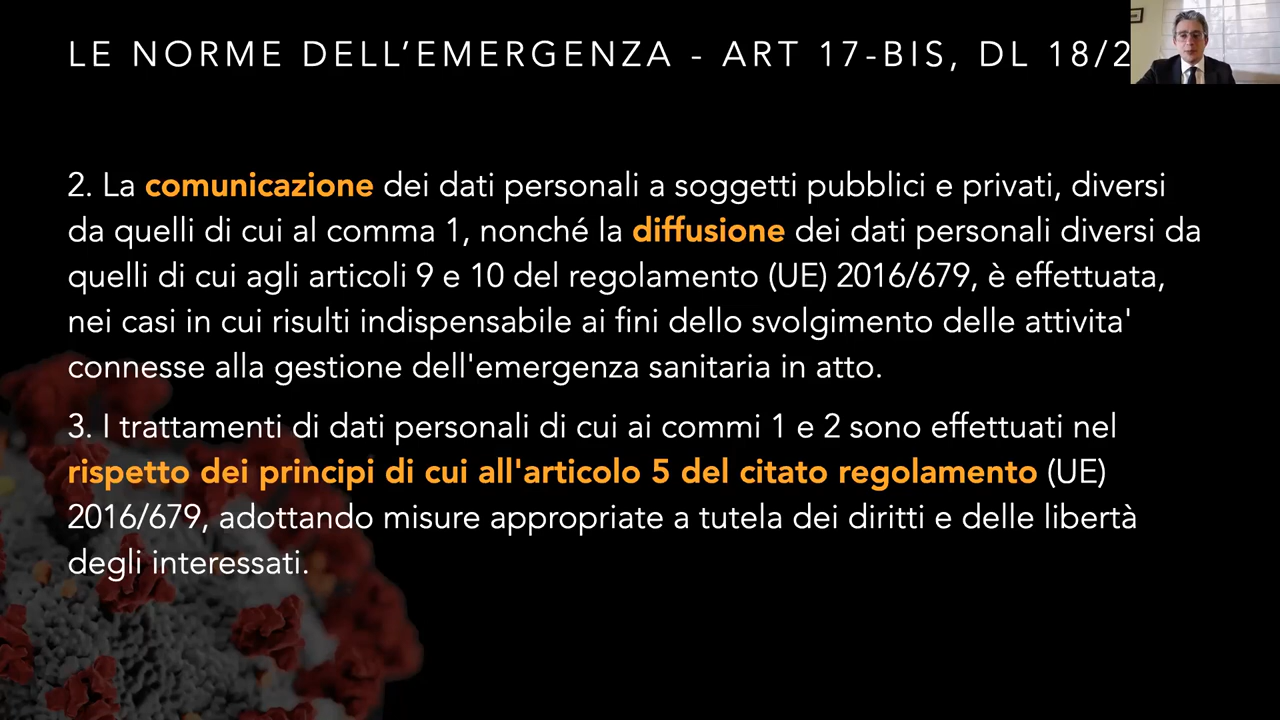 LE NORME DELL’EMERGENZA - ART 17-BIS, DL 18/2
2. La comunicazione dei dati personali a soggetti pubblici e privati, diversi
da quelli di cui al comma 1, nonché la diffusione dei dati personali diversi da
quelli di cui agli articoli 9 e 10 del regolamento (UE) 2016/679, è effettuata,
nei casi in cui risulti indispensabile ai fini dello svolgimento delle attivita'
connesse alla gestione dell'emergenza sanitaria in atto.
3. I trattamenti di dati personali di cui ai commi 1 e 2 sono effettuati nel
rispetto dei principi di cui all'articolo 5 del citato regolamento (UE)
2016/679, adottando misure appropriate a tutela dei diritti e delle libertà
degli interessati.